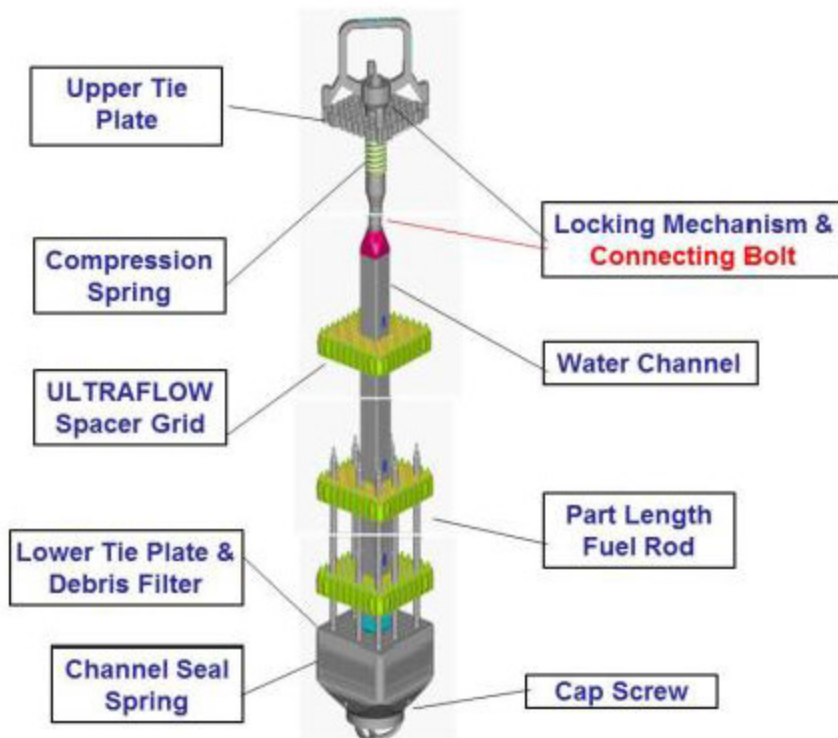 Upper Tie
Plate
Compression
Spring
ULTRAFLOW
Spacer Grid
Lower Tie Plate &
Debris Filter
Channel Seal
Spring
Locking Mechanism &
Connecting Bolt
Water Channel
Part Length
Fuel Rod
Cap Screw